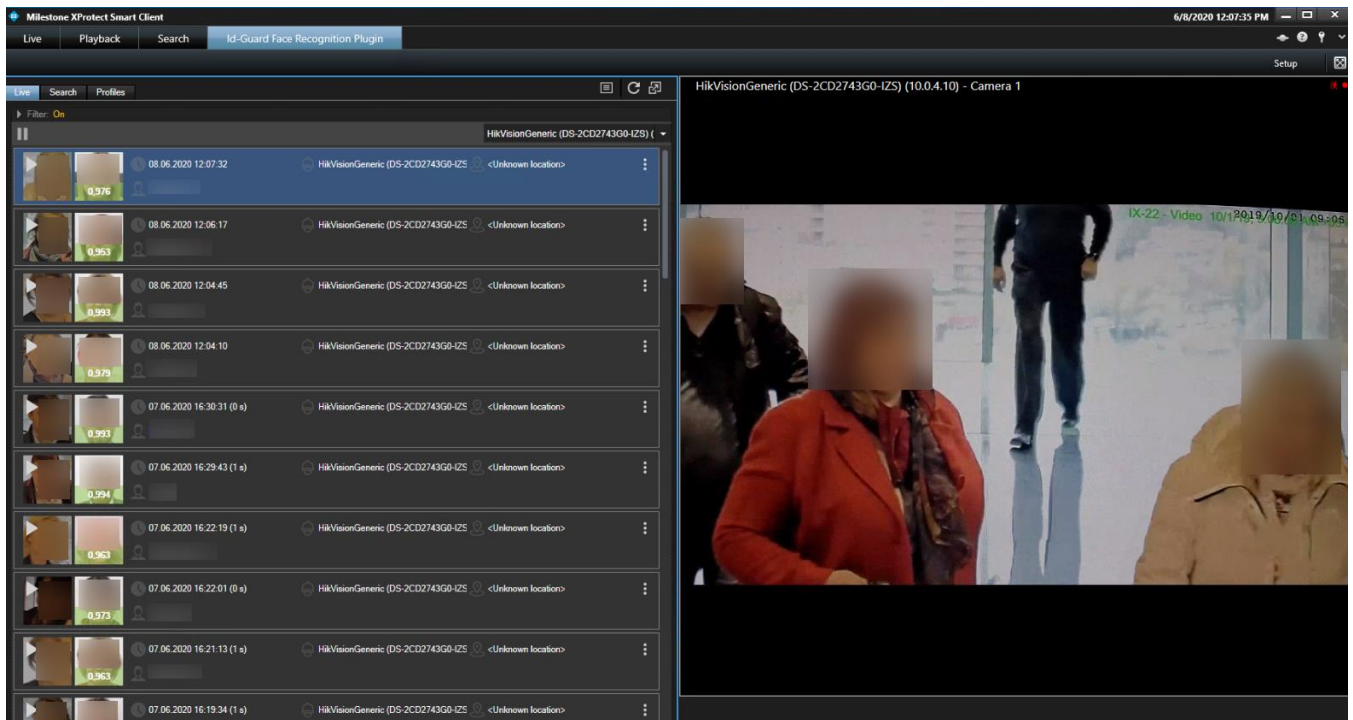 Milestone XProtect Smart Client
6/8/2020 12:07:35 PM
Live Playback Search Id-Guard Face Recognition Plugin
Setup
Live Search Profiles
Filter: On
HikVisionGeneric (DS-2CD2743G0-IZS) (
0,976 08.06.2020 12:07:32 HikVisionGeneric (DS-2CD2743G0-IZS <Unknown location>
0,953 08.06.2020 12:06:17 HikVisionGeneric (DS-2CD2743G0-IZS <Unknown location>
0,993 08.06.2020 12:04:45 HikVisionGeneric (DS-2CD2743G0-IZS <Unknown location>
0,979 08.06.2020 12:04:10 HikVisionGeneric (DS-2CD2743G0-IZS <Unknown location>
0,993 07.06.2020 16:30:31 (0 s) HikVisionGeneric (DS-2CD2743G0-IZS <Unknown location>
0,994 07.06.2020 16:29:43 (1 s) HikVisionGeneric (DS-2CD2743G0-IZS <Unknown location>
0,963 07.06.2020 16:22:19 (1 s) HikVisionGeneric (DS-2CD2743G0-IZS <Unknown location>
0,973 07.06.2020 16:22:01 (0 s) HikVisionGeneric (DS-2CD2743G0-IZS <Unknown location>
0,963 07.06.2020 16:21:13 (1 s) HikVisionGeneric (DS-2CD2743G0-IZS <Unknown location>
07.06.2020 16:19:34 (1 s) HikVisionGeneric (DS-2CD2743G0-IZS <Unknown location>
HikVisionGeneric (DS-2CD2743G0-IZS) (10.0.4.10) - Camera 1
IX-22 - Video 10/1 2019/10/01 09:06